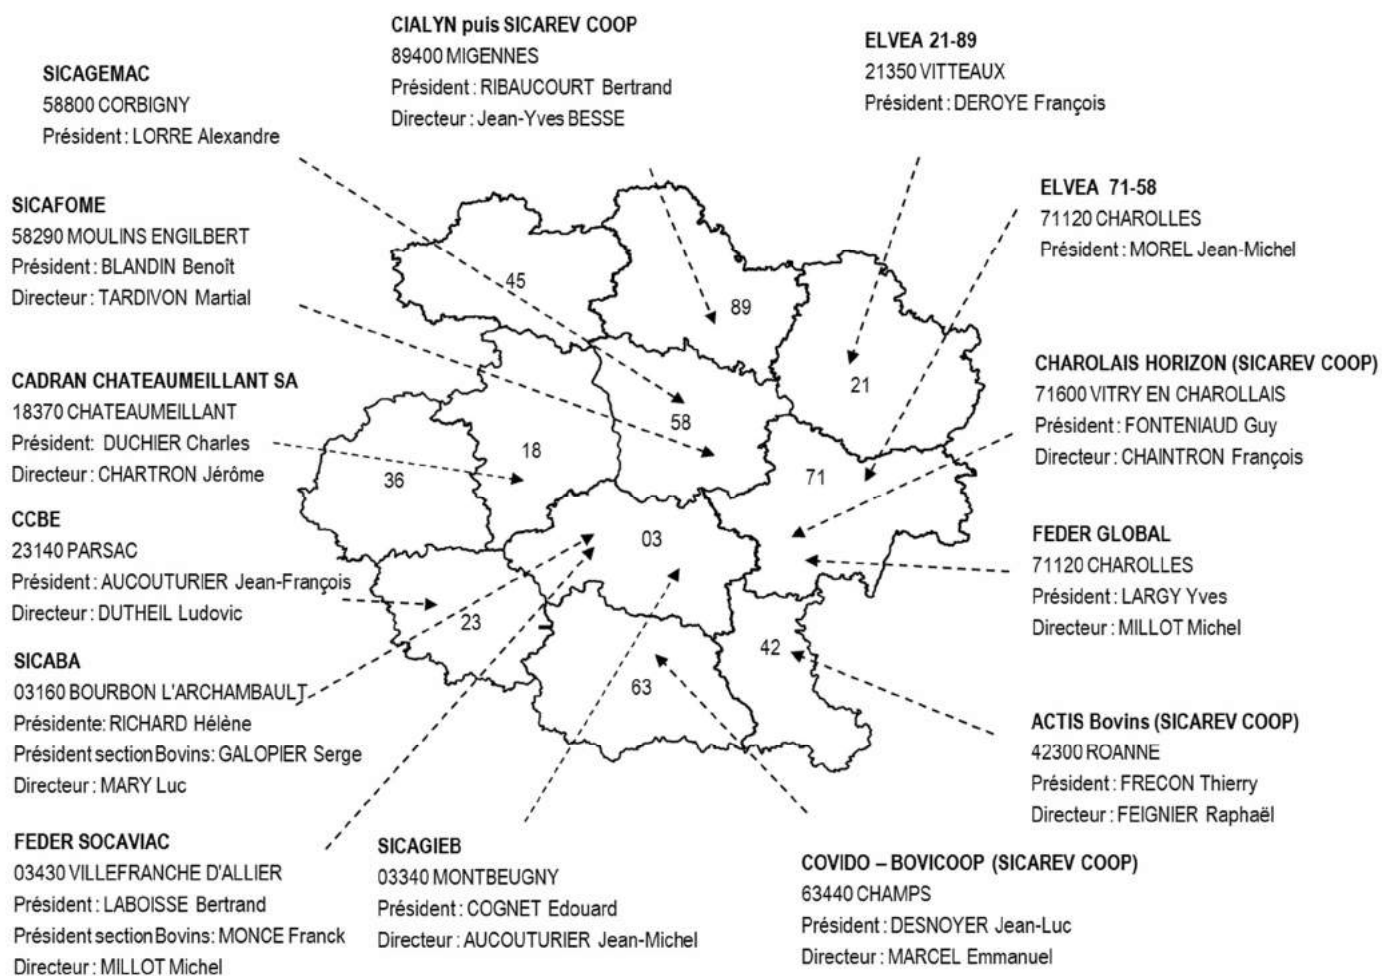 CIALYN puis SICAREV COOP
89400 MIGENNES
Président : RIBAUCOURT Bertrand
Directeur : Jean-Yves BESSE
ELVEA 21-89
21350 VITTEAUX
Président : DEROYE François
SICAGEMAC
58800 CORBIGNY
Président : LORRE Alexandre
ELVEA 71-58
71120 CHAROLLES
Président : MOREL Jean-Michel
SICAFOME
58290 MOULINS ENGILBERT
Président : BLANDIN Benoît
Directeur : TARDIVON Martial
CHAROLAIS HORIZON (SICAREV COOP)
71600 VITRY EN CHAROLLAIS
Président : FONTENIAUD Guy
Directeur : CHAINTRON François
CADRAN CHATEAUMEILLANT SA
18370 CHATEAUMEILLANT
Président: DUCHIER Charles
Directeur : CHARTRON Jérôme
CCBE
23140 PARSAC
Président : AUCOUTURIER Jean-François
Directeur : DUTHEIL Ludovic
FEDER GLOBAL
71120 CHAROLLES
Président : LARGY Yves
Directeur : MILLOT Michel
SICABA
03160 BOURBON L'ARCHAMBAULT
Présidente: RICHARD Hélène
Président section Bovins: GALOPIER Serge
Directeur : MARY Luc
ACTIS Bovins (SICAREV COOP)
42300 ROANNE
Président : FRECON Thierry
Directeur : FEIGNIER Raphaël
FEDER SOCAVIAC
03430 VILLEFRANCHE D'ALLIER
Président : LABOISSE Bertrand
Président section Bovins: MONCE Franck
Directeur : MILLOT Michel
SICAGIEB
03340 MONTBEUGNY
Président : COGNET Edouard
Directeur : AUCOUTURIER Jean-Michel
COVIDO – BOVICOOP (SICAREV COOP)
63440 CHAMPS
Président : DESNOYER Jean-Luc
Directeur : MARCEL Emmanuel
45
89
21
58
18
36
71
03
23
42
63